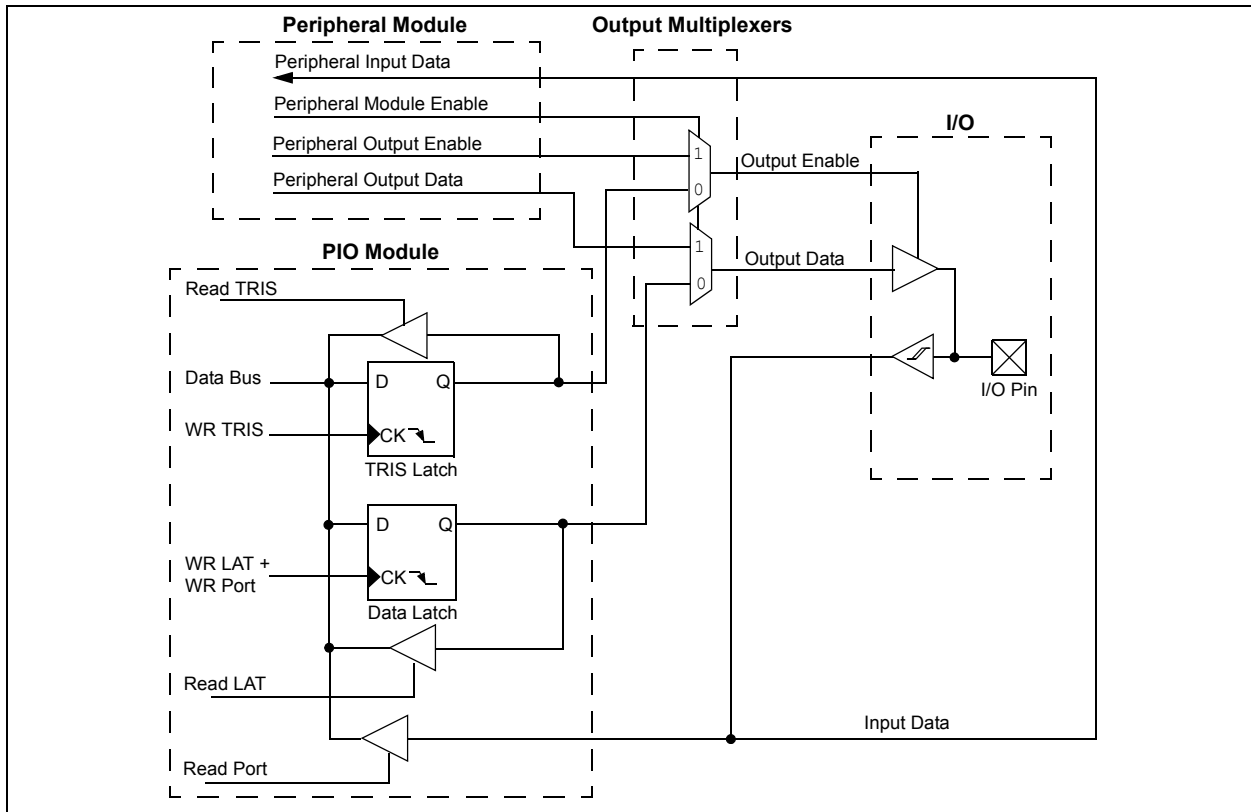 Peripheral Module
Output Multiplexers
Peripheral Input Data
Peripheral Module Enable
Peripheral Output Enable
Peripheral Output Data
1
0
1
0
Output Enable
Output Data
I/O
I/O Pin
PIO Module
Read TRIS
Data Bus
D
Q
WR TRIS
CK
TRIS Latch
D
Q
WR LAT +
WR Port
CK
Data Latch
Read LAT
Read Port
Input Data